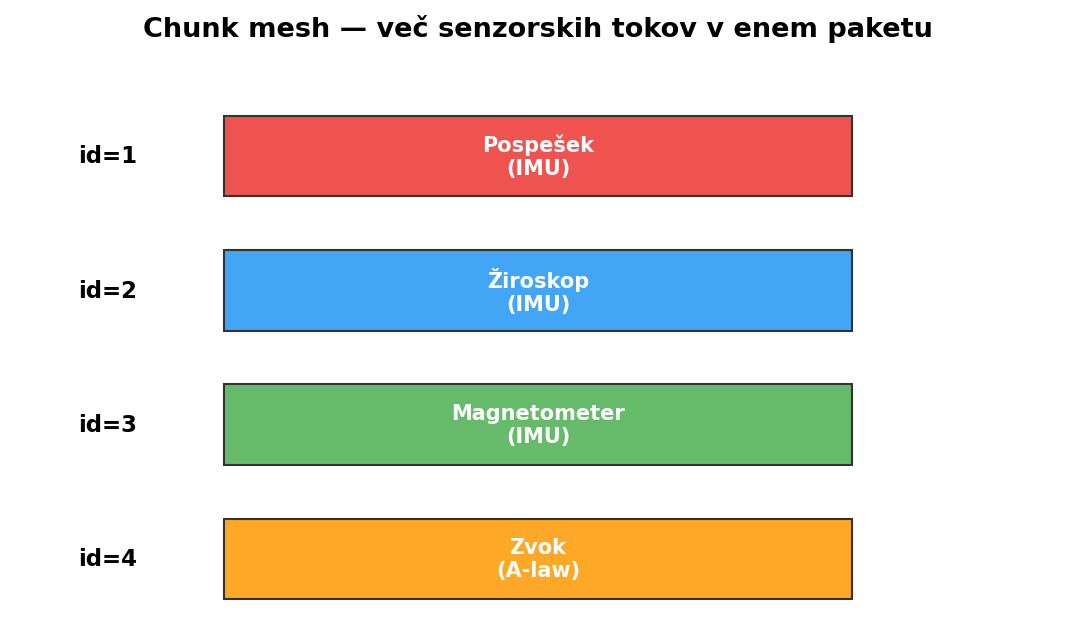 Chunk mesh — več senzorskih tokov v enem paketu
id=1
Pospešek
(IMU)
id=2
Žiroskop
(IMU)
id=3
Magnetometer
(IMU)
id=4
Zvok
(A-law)